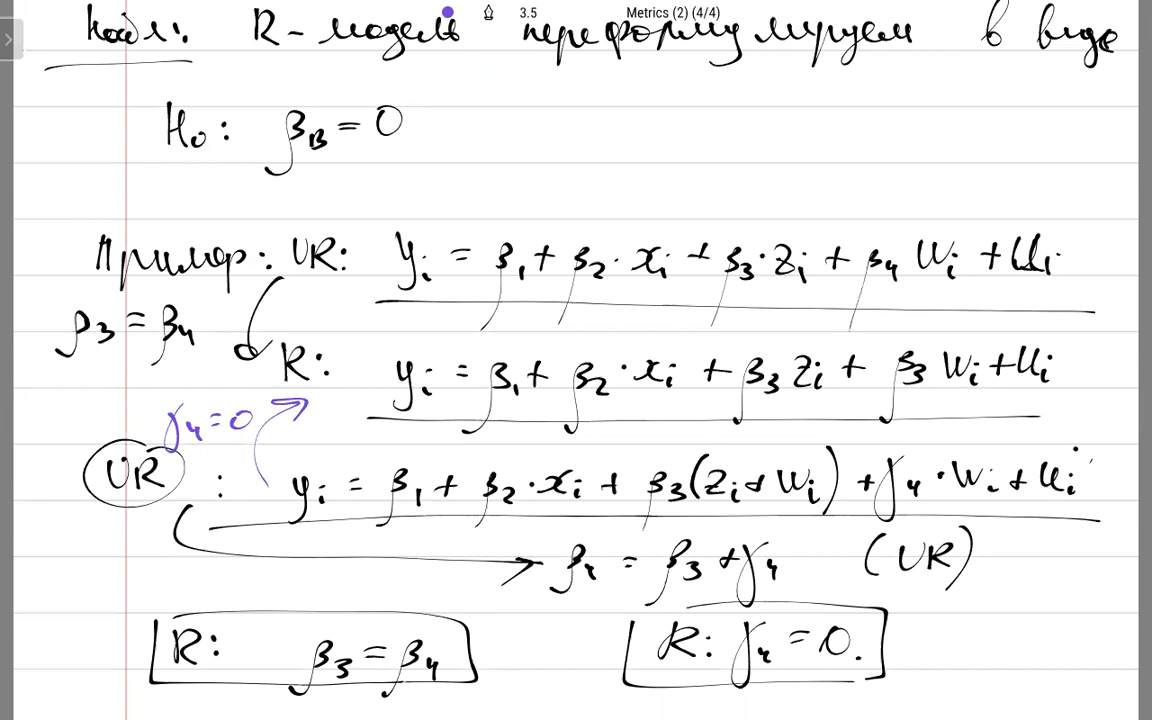 3.5 Metrics (2) (4/4)
R-модель переформулируем в виде
H₀: β_B = 0
Пример: UR: yᵢ = β₁ + β₂·xᵢ + β₃·zᵢ + β₄ wᵢ + uᵢ
β₃ = β₄
R: yᵢ = β₁ + β₂·xᵢ + β₃ zᵢ + β₃ wᵢ + uᵢ
γ₄ = 0
UR: yᵢ = β₁ + β₂·xᵢ + β₃(zᵢ + wᵢ) + γ₄·wᵢ + uᵢ
β₄ = β₃ + γ₄ (UR)
R: β₃ = β₄ R: γ₄ = 0.